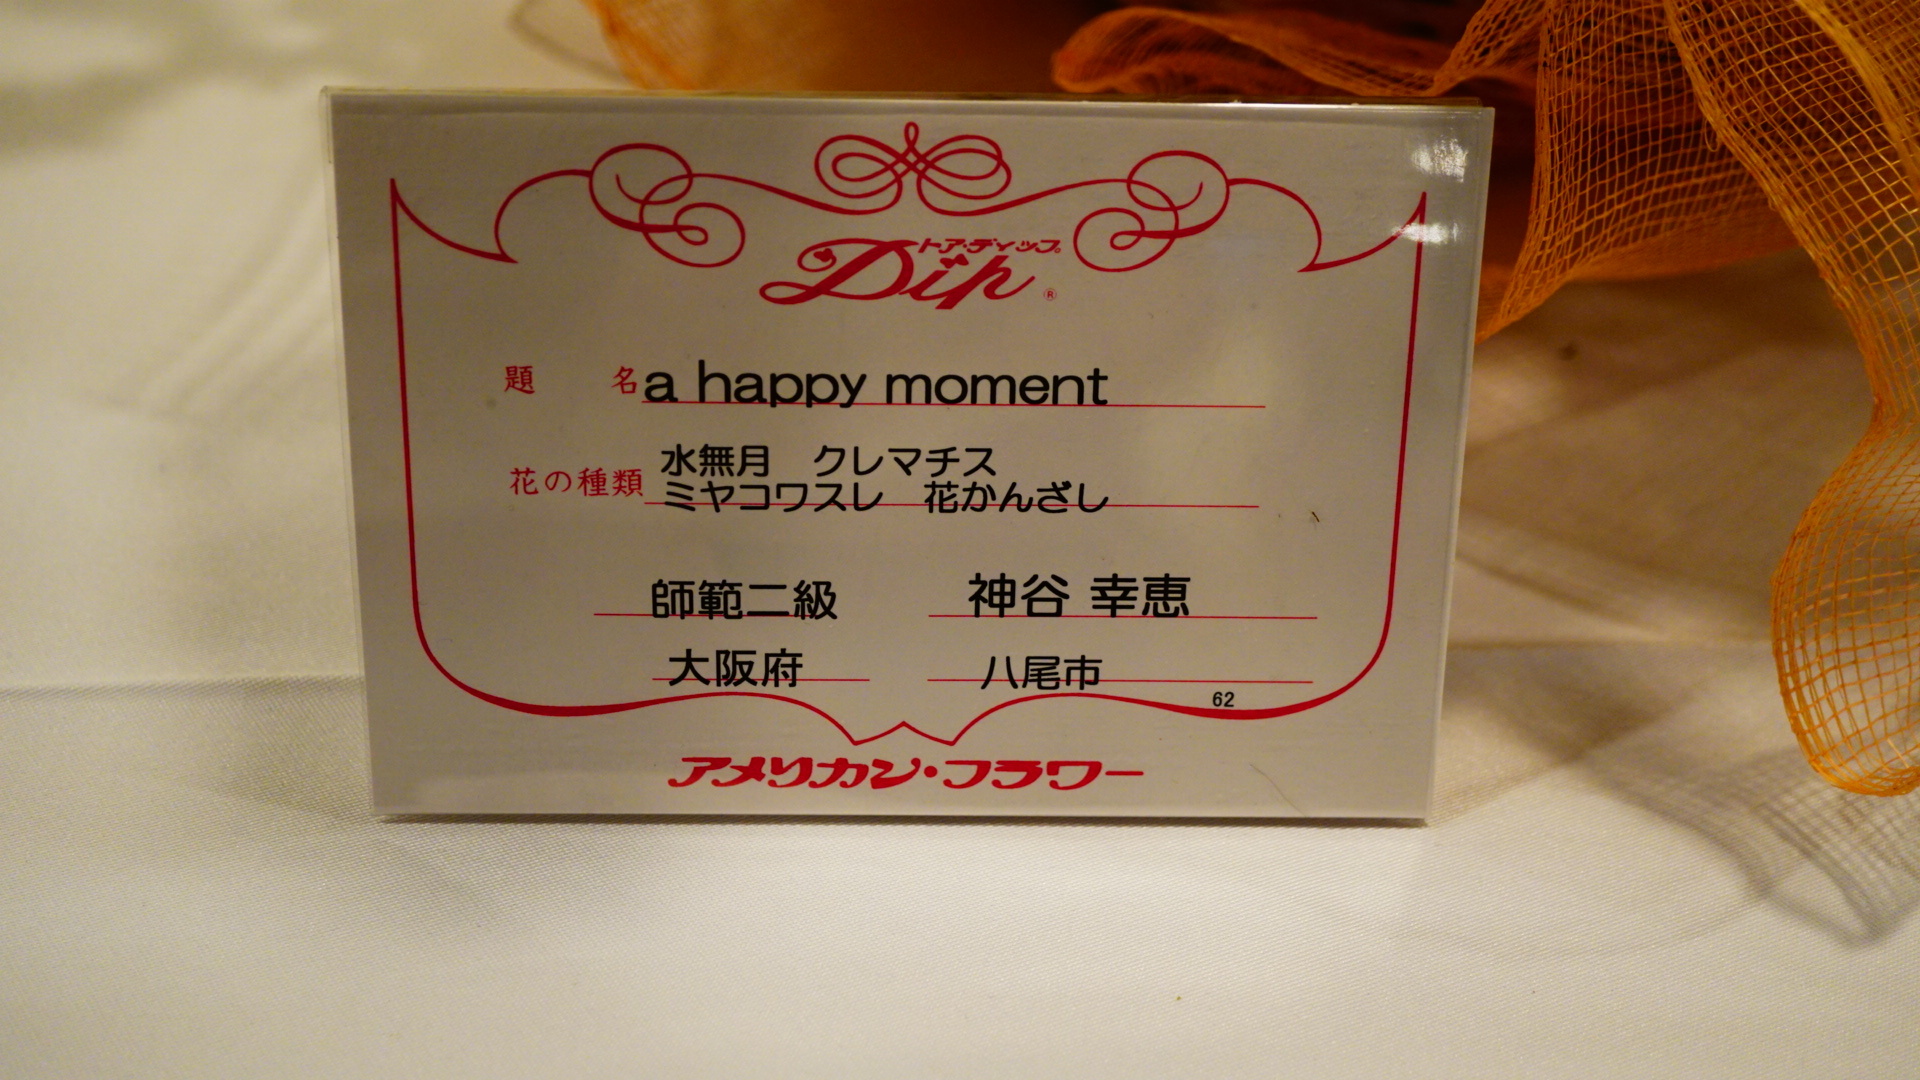 トア・ディップ
Dip ®
題 名 a happy moment
花の種類 水無月 クレマチス
ミヤコワスレ 花かんざし
師範二級 神谷 幸恵
大阪府 八尾市
62
アメリカン・フラワー